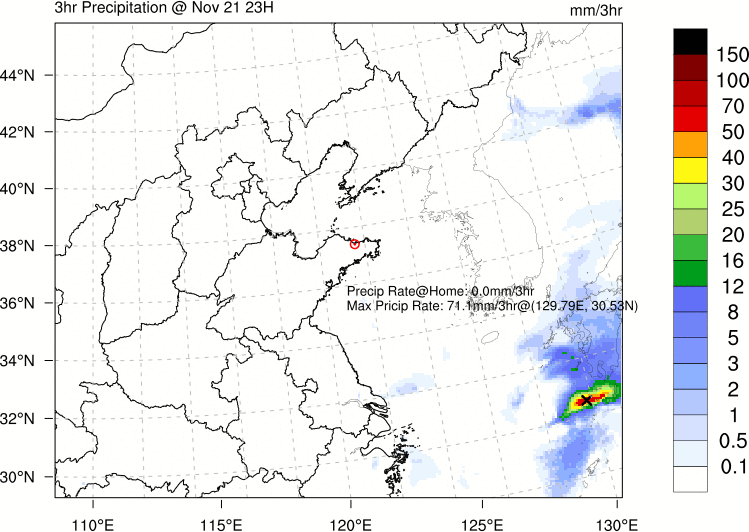 3hr Precipitation @ Nov 21 23H
mm/3hr
150
100
70
50
40
30
25
20
16
12
8
5
3
2
1
0.5
0.1
44°N
42°N
40°N
38°N
36°N
34°N
32°N
30°N
Precip Rate@Home: 0.0mm/3hr
Max Pricip Rate: 71.1mm/3hr@(129.79E, 30.53N)
110°E
115°E
120°E
125°E
130°E